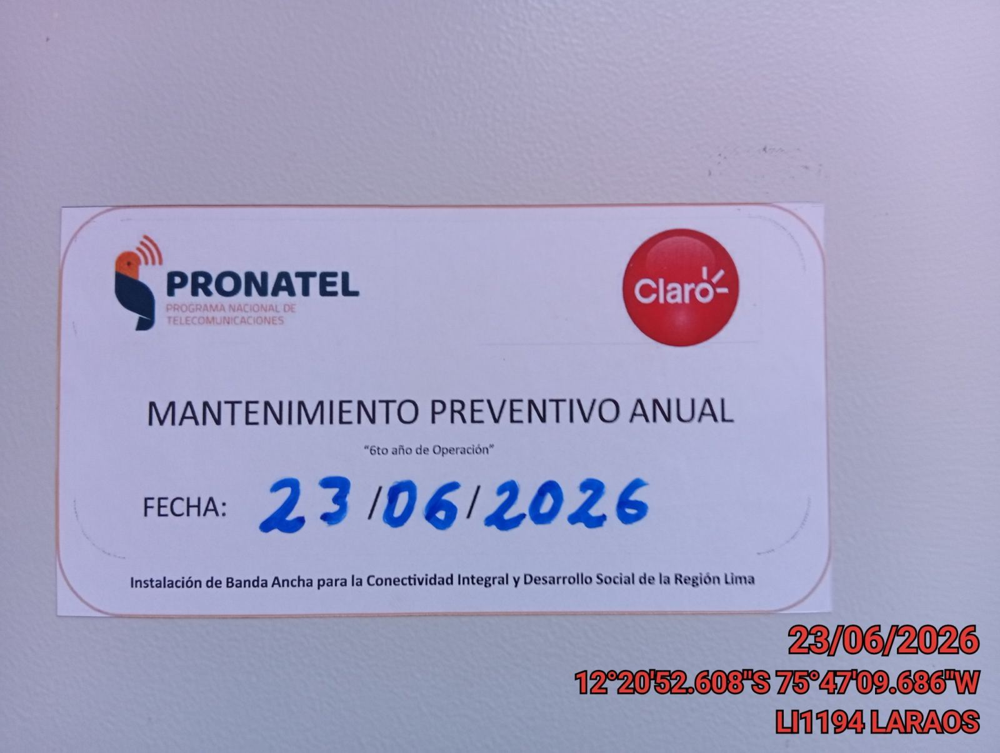 PRONATEL
PROGRAMA NACIONAL DE
TELECOMUNICACIONES
Claro
MANTENIMIENTO PREVENTIVO ANUAL
“6to año de Operación”
FECHA: 23/06/2026
Instalación de Banda Ancha para la Conectividad Integral y Desarrollo Social de la Región Lima
23/06/2026
12°20'52.608"S 75°47'09.686"W
LI1194 LARAOS